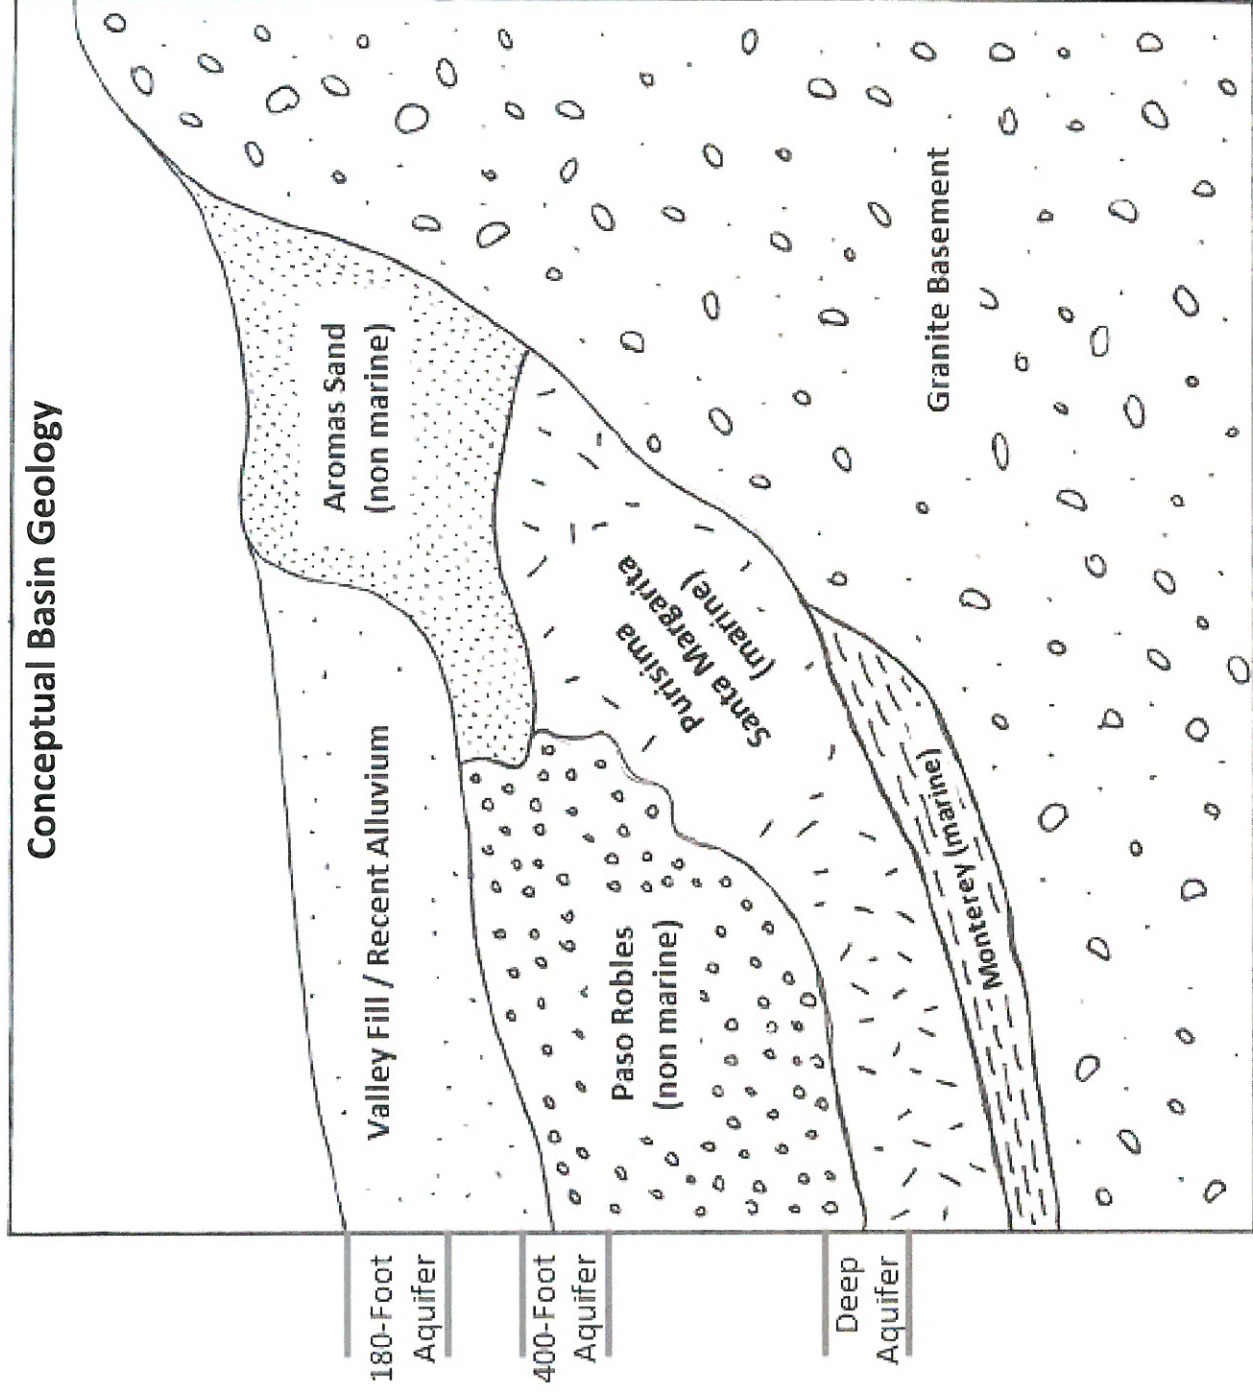 Conceptual Basin Geology
180-Foot
Aquifer
400-Foot
Aquifer
Deep
Aquifer
Valley Fill / Recent Alluvium
Aromas Sand
(non marine)
Paso Robles
(non marine)
Purisima
Santa Margarita
(marine)
Monterey (marine)
Granite Basement